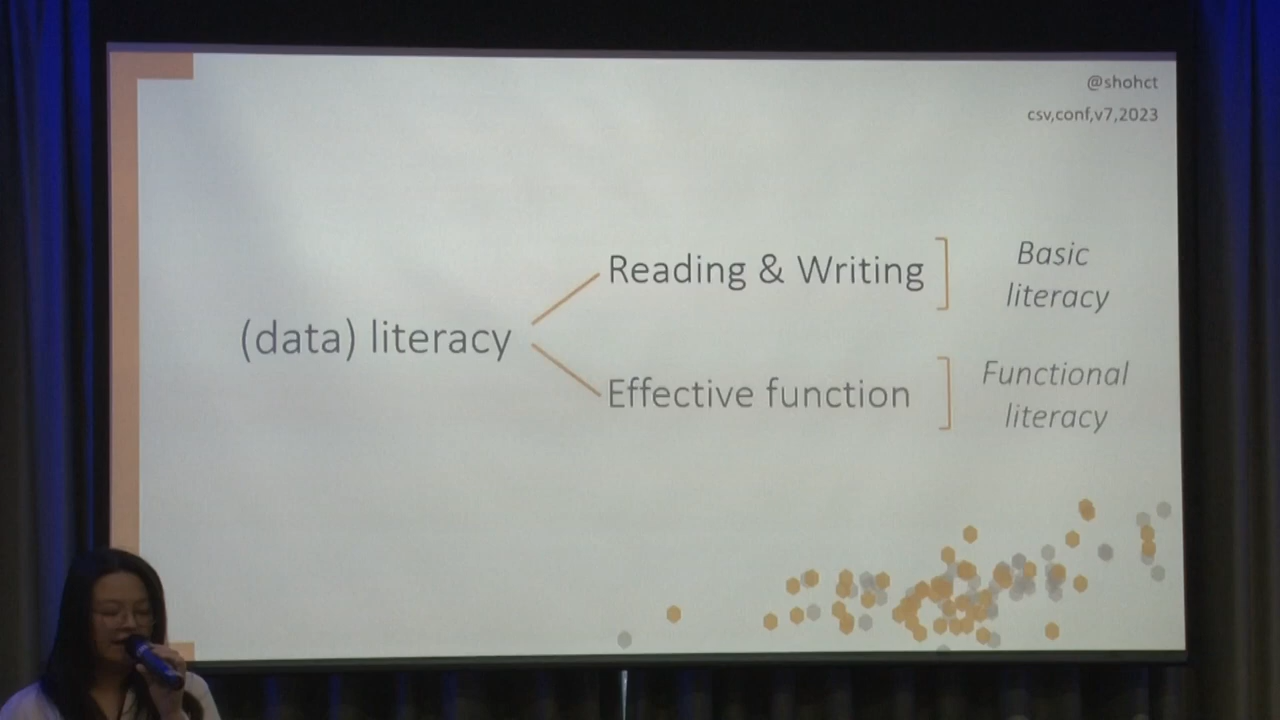 @shohct
csv,conf,v7,2023
(data) literacy
Reading & Writing
Basic
literacy
Effective function
Functional
literacy